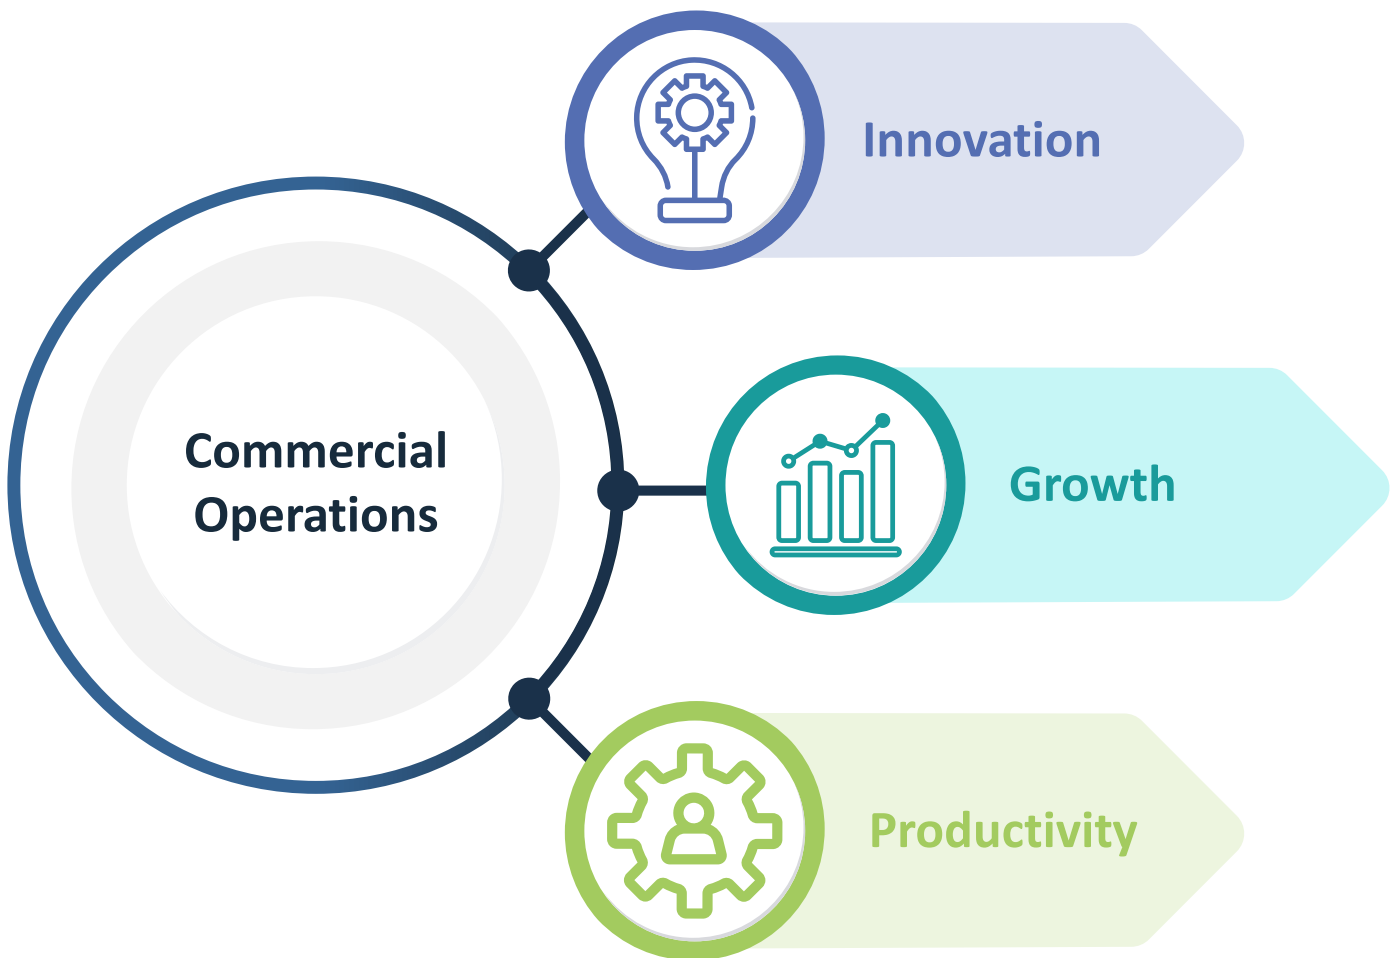 Innovation
Commercial
Operations
Growth
Productivity